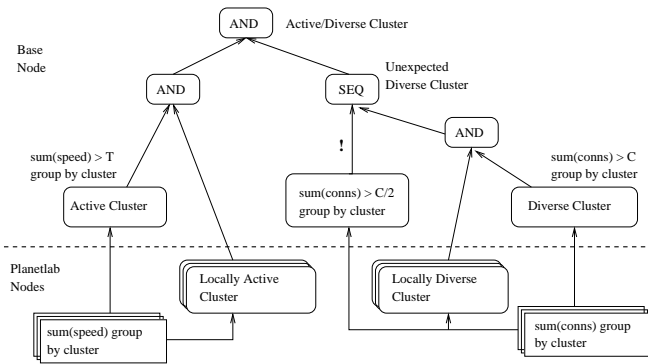 AND
Active/Diverse Cluster
Base
Node
Unexpected
Diverse Cluster
AND
SEQ
AND
!
sum(speed) > T
group by cluster
sum(conns) > C
group by cluster
Active Cluster
sum(conns) > C/2
group by cluster
Diverse Cluster
Planetlab
Nodes
Locally Active
Cluster
Locally Diverse
Cluster
sum(speed) group
by cluster
sum(conns) group
by cluster